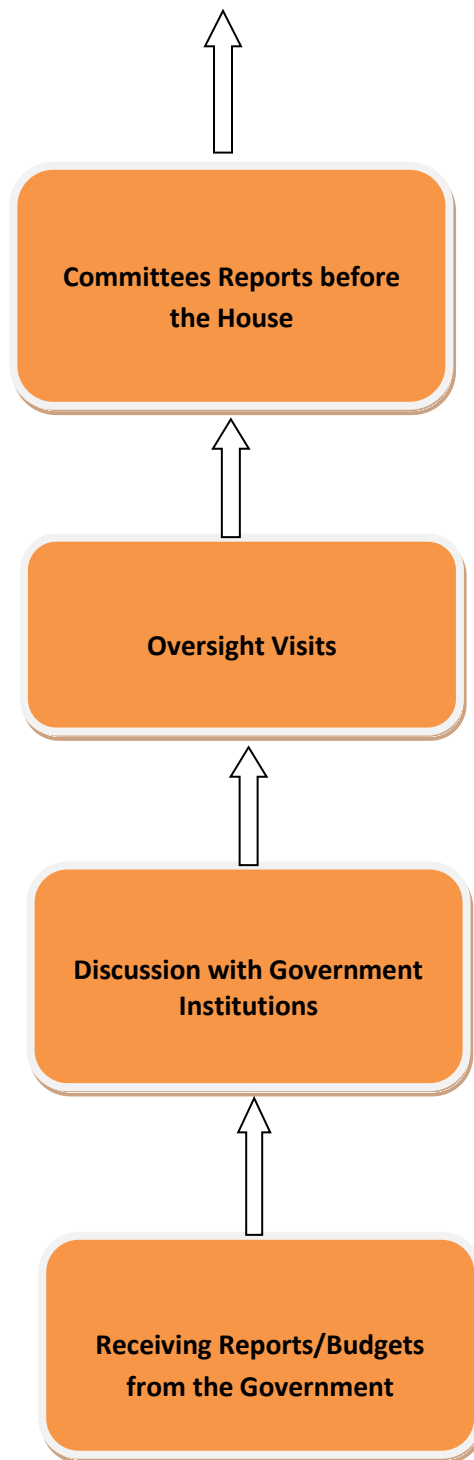 Committees Reports before
the House
Oversight Visits
Discussion with Government
Institutions
Receiving Reports/Budgets
from the Government